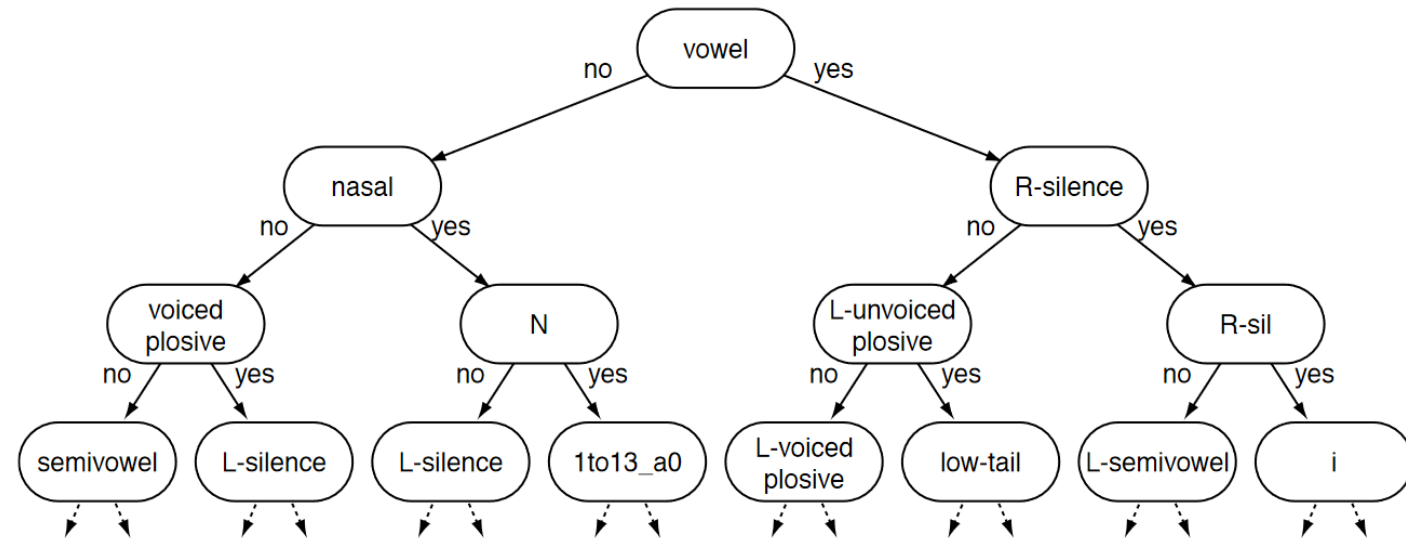 vowel
no
yes
nasal
R-silence
no
yes
no
yes
voiced
plosive
N
L-unvoiced
plosive
R-sil
no
yes
no
yes
no
yes
no
yes
semivowel
L-silence
L-silence
1to13_a0
L-voiced
plosive
low-tail
L-semivowel
i